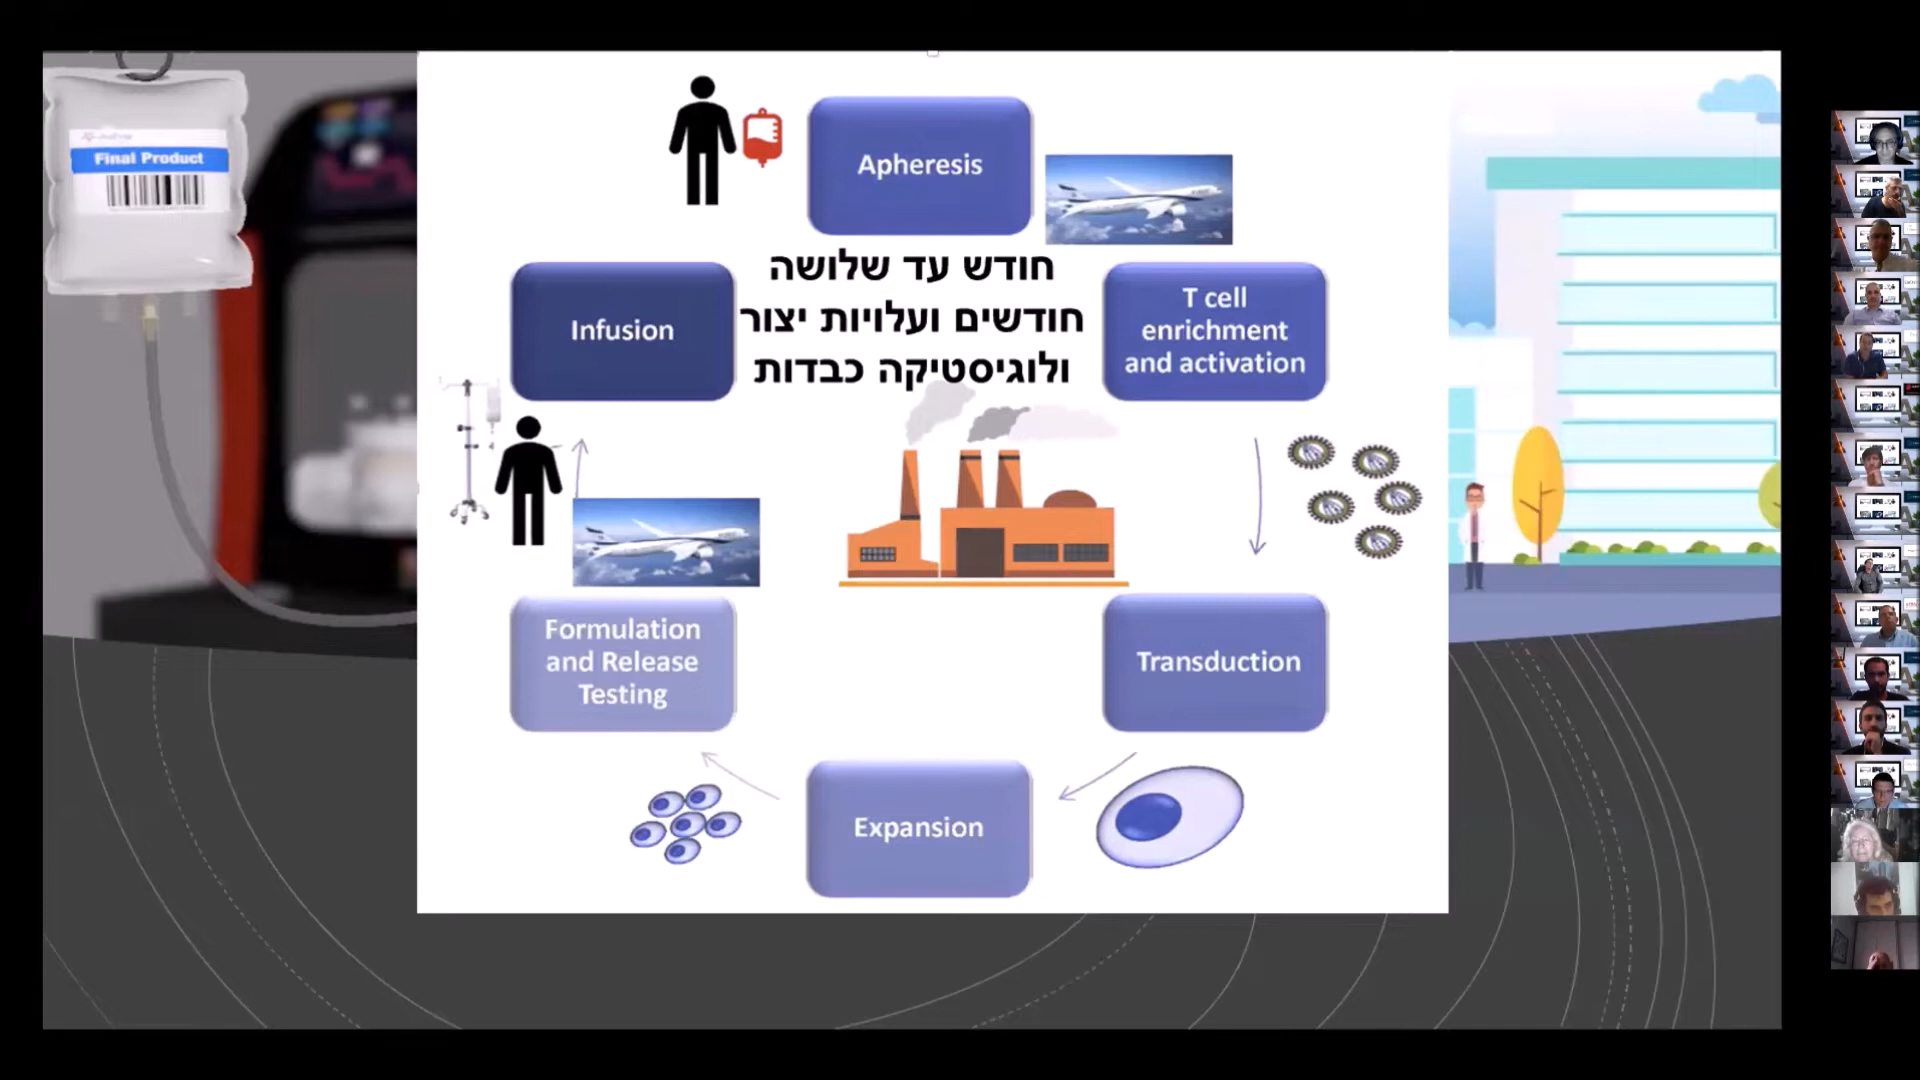 Final Product
Apheresis
חודש עד שלושה
חודשים ועלויות יצור
ולוגיסטיקה כבדות
Infusion
T cell
enrichment
and activation
Formulation
and Release
Testing
Transduction
Expansion